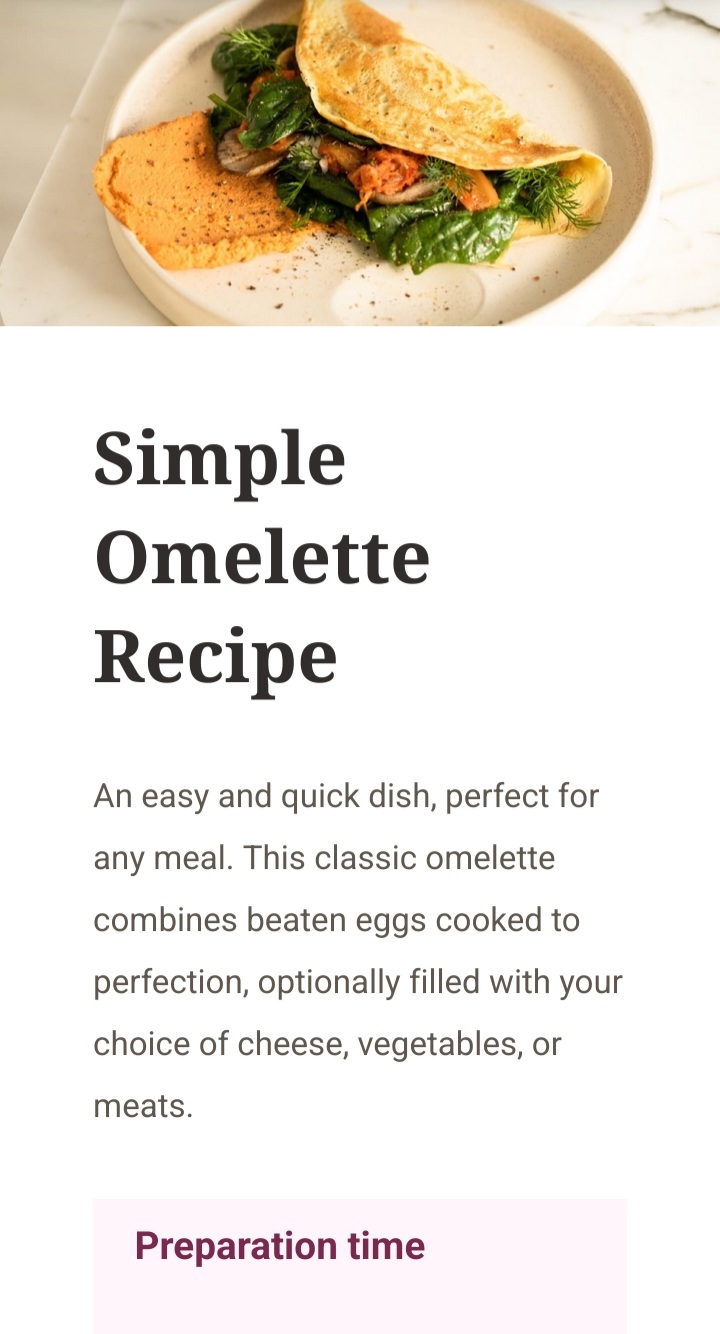 Simple
Omelette
Recipe
An easy and quick dish, perfect for
any meal. This classic omelette
combines beaten eggs cooked to
perfection, optionally filled with your
choice of cheese, vegetables, or
meats.
Preparation time